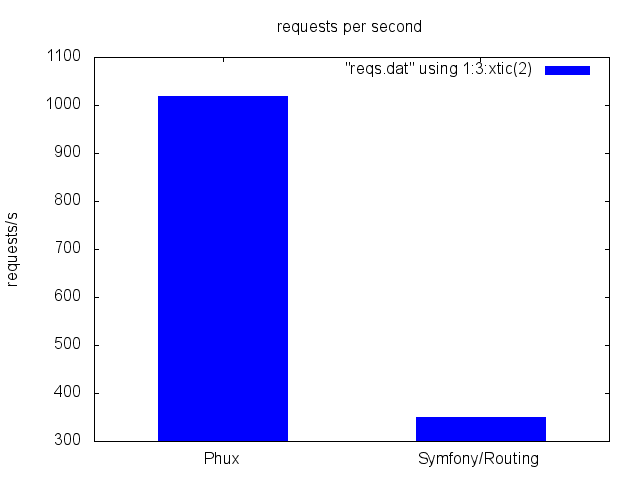 requests per second
"reqs.dat" using 1:3:xtic(2)
1100
1000
900
800
700
600
500
400
300
requests/s
Phux
Symfony/Routing